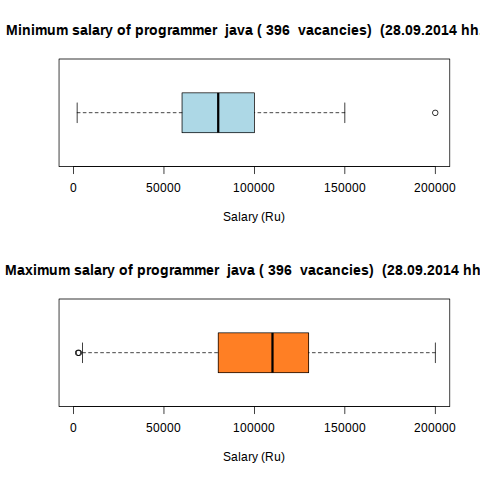 Minimum salary of programmer  java ( 396  vacancies)  (28.09.2014 hh
0 50000 100000 150000 200000
Salary (Ru)
Maximum salary of programmer  java ( 396  vacancies)  (28.09.2014 hh
0 50000 100000 150000 200000
Salary (Ru)